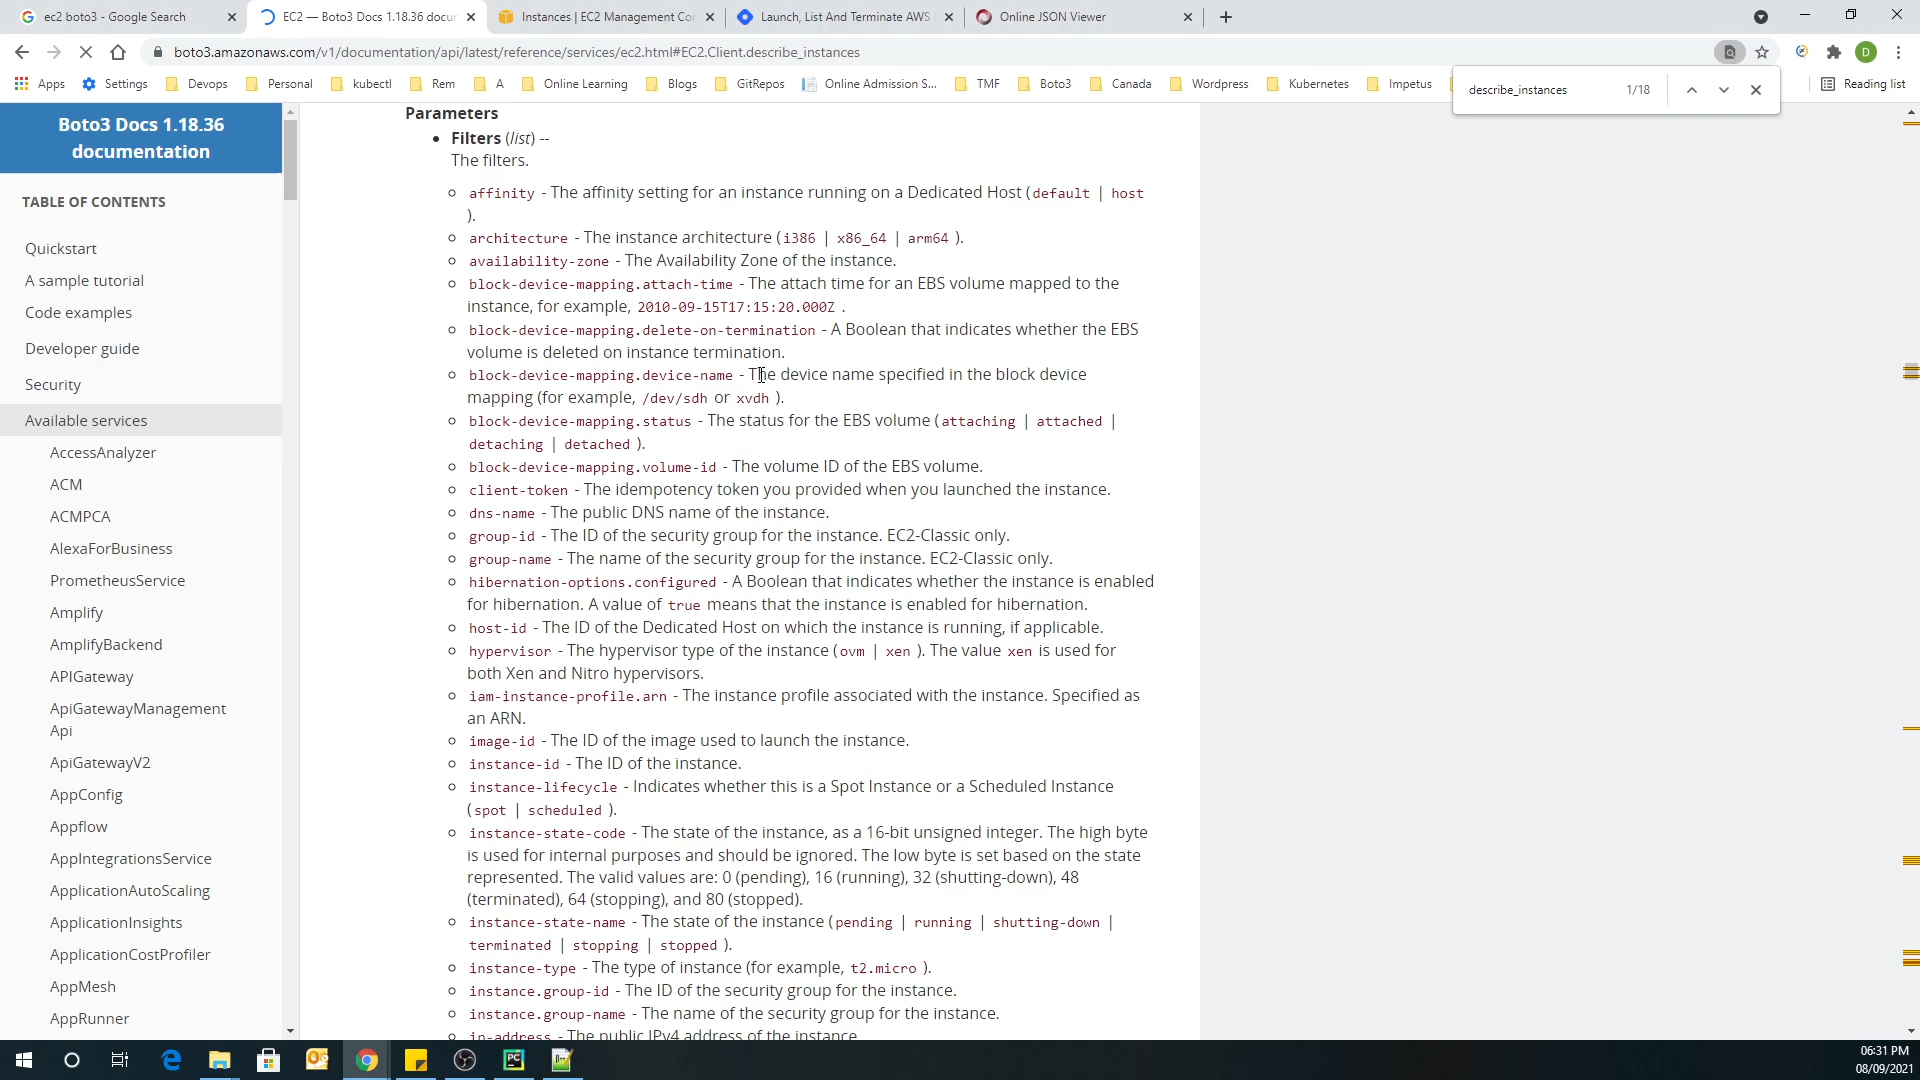 ec2 boto3 - Google Search
EC2 — Boto3 Docs 1.18.36 docum
Instances | EC2 Management Con
Launch, List And Terminate AWS
Online JSON Viewer
boto3.amazonaws.com/v1/documentation/api/latest/reference/services/ec2.html#EC2.Client.describe_instances
D
Apps
Settings
Devops
Personal
kubectl
Rem
A
Online Learning
Blogs
GitRepos
Online Admission S...
TMF
Boto3
Canada
Wordpress
Kubernetes
Impetus
Reading list
describe_instances 1/18
Boto3 Docs 1.18.36
documentation
TABLE OF CONTENTS
Quickstart
A sample tutorial
Code examples
Developer guide
Security
Available services
AccessAnalyzer
ACM
ACMPCA
AlexaForBusiness
PrometheusService
Amplify
AmplifyBackend
APIGateway
ApiGatewayManagement
Api
ApiGatewayV2
AppConfig
Appflow
AppIntegrationsService
ApplicationAutoScaling
ApplicationInsights
ApplicationCostProfiler
AppMesh
AppRunner
Parameters
• Filters (list) --
The filters.
affinity - The affinity setting for an instance running on a Dedicated Host ( default | host
).
architecture - The instance architecture ( i386 | x86_64 | arm64 ).
availability-zone - The Availability Zone of the instance.
block-device-mapping.attach-time - The attach time for an EBS volume mapped to the
instance, for example, 2010-09-15T17:15:20.000Z .
block-device-mapping.delete-on-termination - A Boolean that indicates whether the EBS
volume is deleted on instance termination.
block-device-mapping.device-name - The device name specified in the block device
mapping (for example, /dev/sdh or xvdh ).
block-device-mapping.status - The status for the EBS volume ( attaching | attached |
detaching | detached ).
block-device-mapping.volume-id - The volume ID of the EBS volume.
client-token - The idempotency token you provided when you launched the instance.
dns-name - The public DNS name of the instance.
group-id - The ID of the security group for the instance. EC2-Classic only.
group-name - The name of the security group for the instance. EC2-Classic only.
hibernation-options.configured - A Boolean that indicates whether the instance is enabled
for hibernation. A value of true means that the instance is enabled for hibernation.
host-id - The ID of the Dedicated Host on which the instance is running, if applicable.
hypervisor - The hypervisor type of the instance ( ovm | xen ). The value xen is used for
both Xen and Nitro hypervisors.
iam-instance-profile.arn - The instance profile associated with the instance. Specified as
an ARN.
image-id - The ID of the image used to launch the instance.
instance-id - The ID of the instance.
instance-lifecycle - Indicates whether this is a Spot Instance or a Scheduled Instance
( spot | scheduled ).
instance-state-code - The state of the instance, as a 16-bit unsigned integer. The high byte
is used for internal purposes and should be ignored. The low byte is set based on the state
represented. The valid values are: 0 (pending), 16 (running), 32 (shutting-down), 48
(terminated), 64 (stopping), and 80 (stopped).
instance-state-name - The state of the instance ( pending | running | shutting-down |
terminated | stopping | stopped ).
instance-type - The type of instance (for example, t2.micro ).
instance.group-id - The ID of the security group for the instance.
instance.group-name - The name of the security group for the instance.
ip-address - The public IPv4 address of the instance.
06:31 PM
08/09/2021